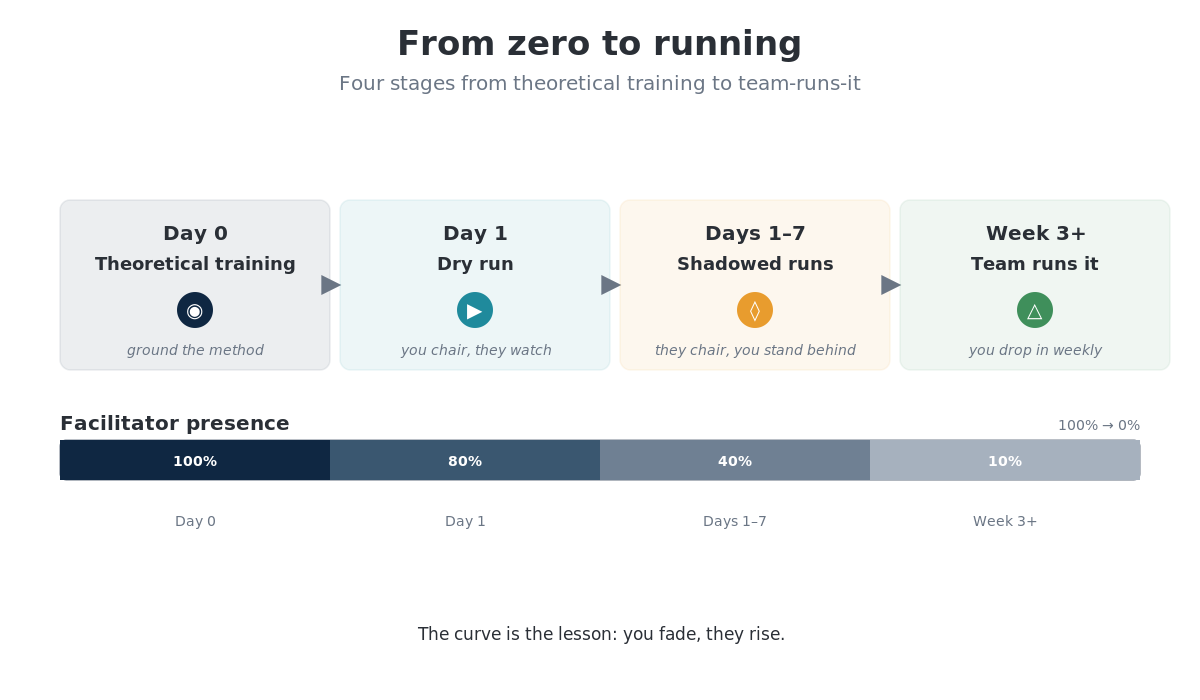 From zero to running
Four stages from theoretical training to team-runs-it
Day 0
Theoretical training
ground the method
Day 1
Dry run
you chair, they watch
Days 1–7
Shadowed runs
they chair, you stand behind
Week 3+
Team runs it
you drop in weekly
Facilitator presence
100% → 0%
100%
80%
40%
10%
Day 0
Day 1
Days 1–7
Week 3+
The curve is the lesson: you fade, they rise.